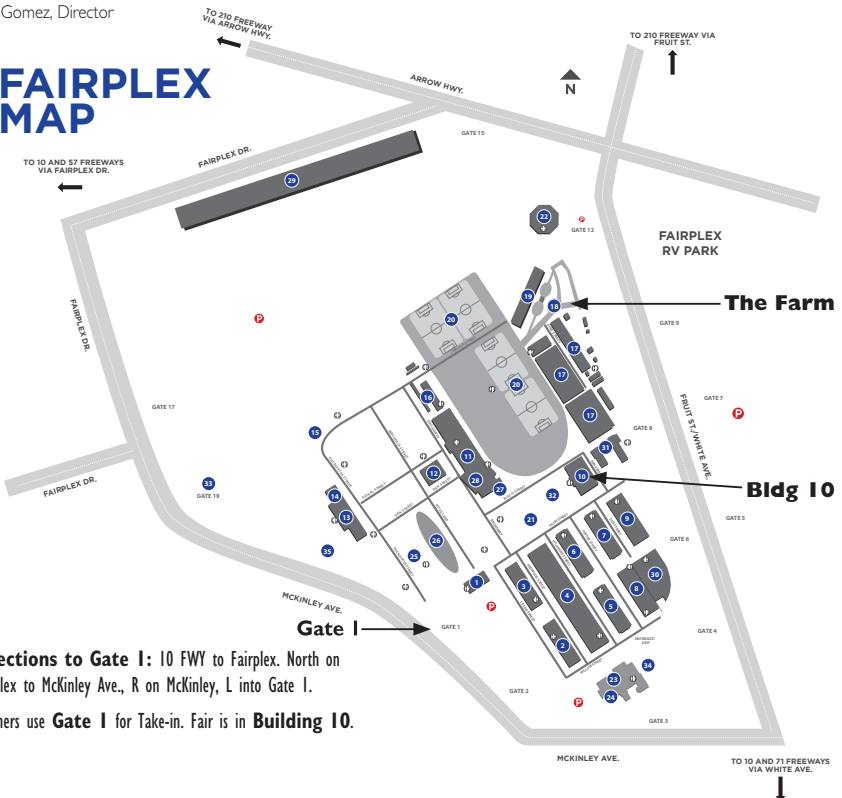 Gomez, Director
TO 210 FREEWAY
VIA ARROW HWY.
TO 210 FREEWAY VIA
FRUIT ST.
FAIRPLEX
MAP
N
ARROW HWY.
GATE 15
FAIRPLEX DR.
TO 10 AND 57 FREEWAYS
VIA FAIRPLEX DR.
29
22
P
GATE 12
FAIRPLEX
RV PARK
19
18
The Farm
FAIRPLEX DR.
P
20
GATE 9
17
17
20
16
GATE 17
17
GATE 7
P
FRUIT ST./WHITE AVE.
15
GATE 8
11
31
12
28
10
33
27
32
Bldg 10
FAIRPLEX DR.
GATE 19
14
13
21
9
GATE 5
26
7
GATE 6
35
25
6
30
1
3
8
4
5
MCKINLEY AVE.
P
Gate 1
GATE 1
GATE 4
2
ENTRANCE
EXIT
ections to Gate 1: 10 FWY to Fairplex. North on
lex to McKinley Ave., R on McKinley, L into Gate 1.
34
23
GATE 2
24
P
ners use Gate 1 for Take-in. Fair is in Building 10.
GATE 3
MCKINLEY AVE.
TO 10 AND 71 FREEWAYS
VIA WHITE AVE.